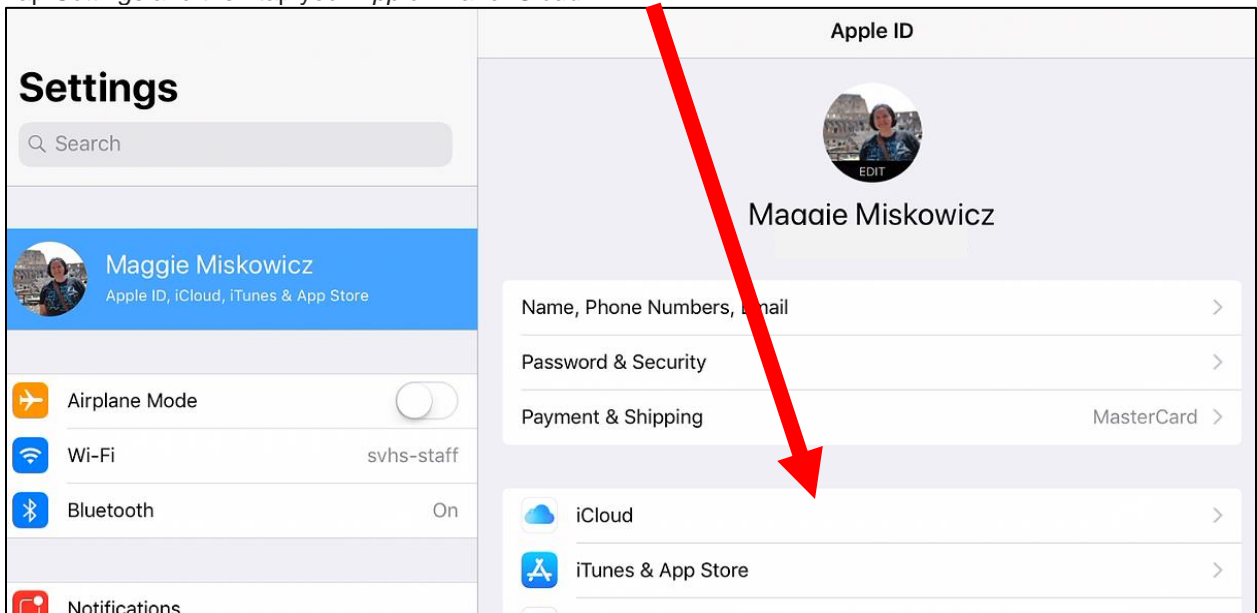 Apple ID
Settings
Search
EDIT
Maggie Miskowicz
Maggie Miskowicz
Apple ID, iCloud, iTunes & App Store
Name, Phone Numbers, Email
Password & Security
Payment & Shipping MasterCard
Airplane Mode
Wi-Fi svhs-staff
Bluetooth On
iCloud
iTunes & App Store
Notifications